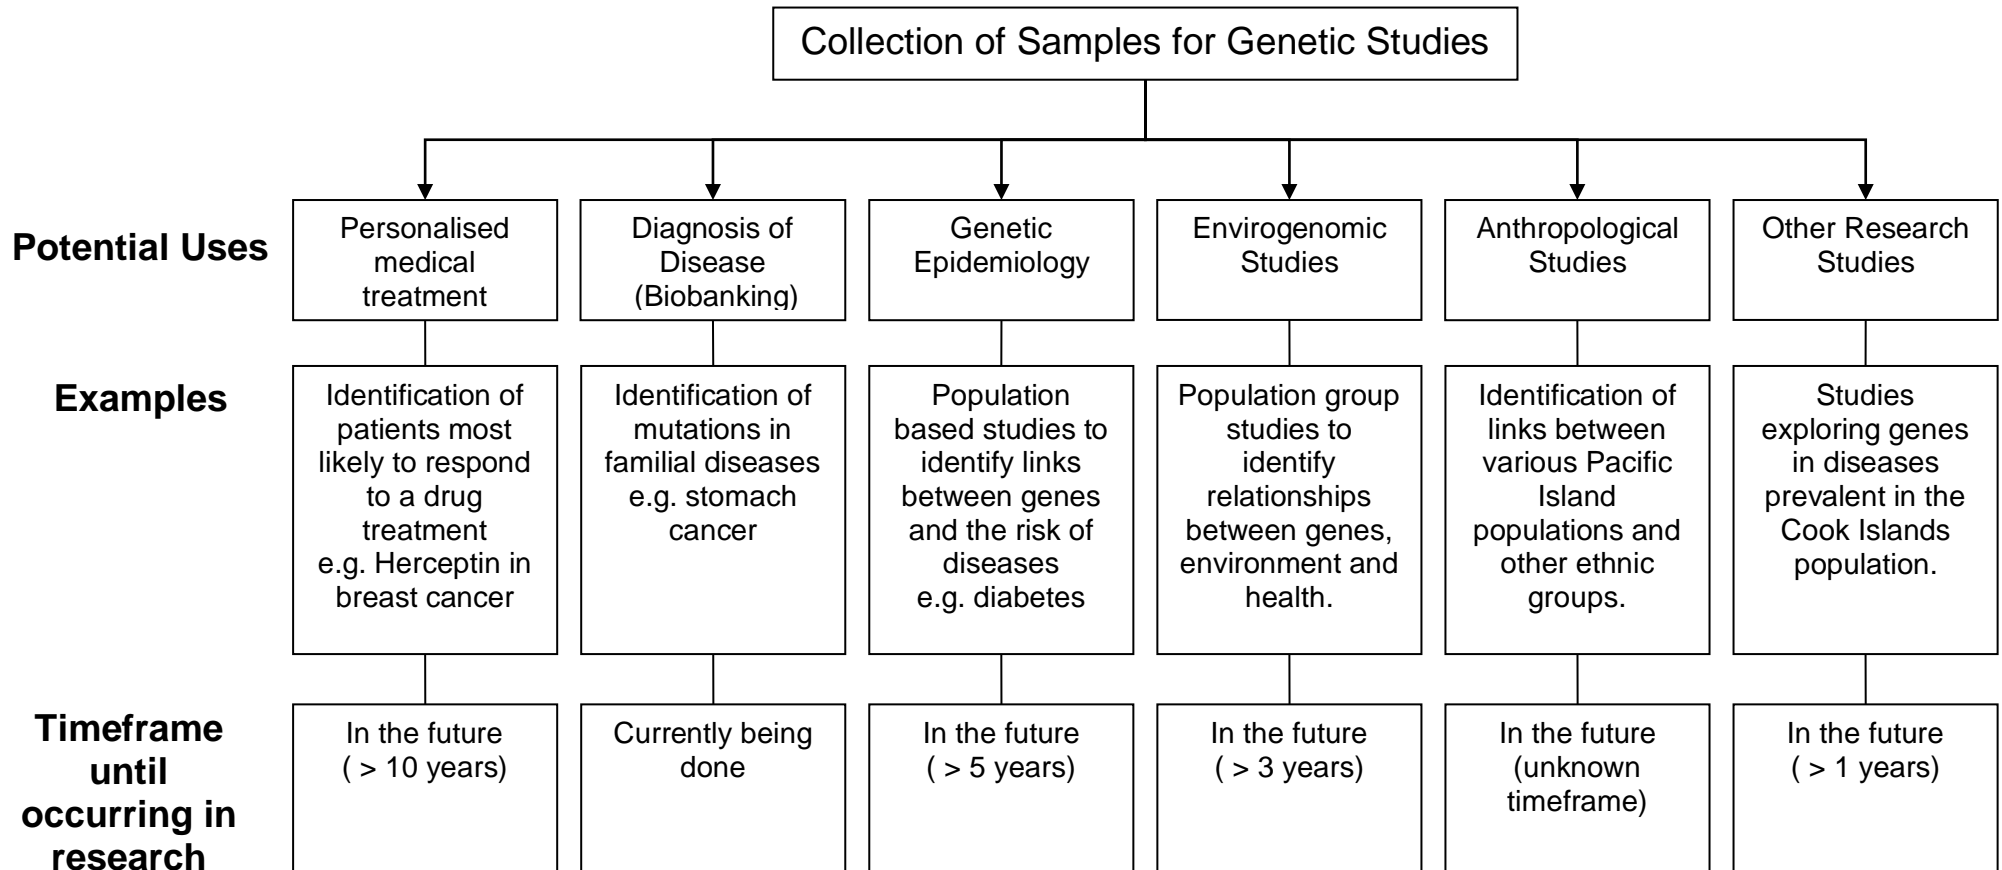 Collection of Samples for Genetic Studies
Potential Uses
Personalised
medical
treatment
Diagnosis of
Disease
(Biobanking)
Genetic
Epidemiology
Envirogenomic
Studies
Anthropological
Studies
Other Research
Studies
Examples
Identification of
patients most
likely to respond
to a drug
treatment
e.g. Herceptin in
breast cancer
Identification of
mutations in
familial diseases
e.g. stomach
cancer
Population
based studies to
identify links
between genes
and the risk of
diseases
e.g. diabetes
Population group
studies to
identify
relationships
between genes,
environment and
health.
Identification of
links between
various Pacific
Island
populations and
other ethnic
groups.
Studies
exploring genes
in diseases
prevalent in the
Cook Islands
population.
Timeframe
until
occurring in
research
In the future
( > 10 years)
Currently being
done
In the future
( > 5 years)
In the future
( > 3 years)
In the future
(unknown
timeframe)
In the future
( > 1 years)